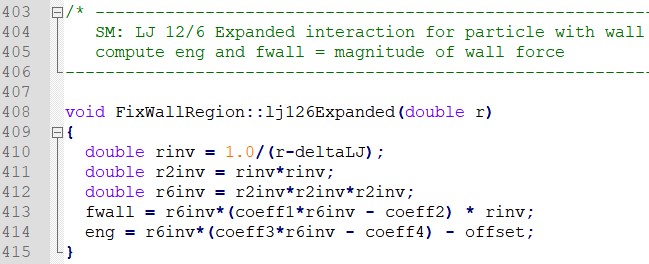 403 /* ----------------------------------------------------------
404 SM: LJ 12/6 Expanded interaction for particle with wall
405 compute eng and fwall = magnitude of wall force
406 -------------------------------------------------------------
407
408 void FixWallRegion::lj126Expanded(double r)
409 {
410 double rinv = 1.0/(r-deltaLJ);
411 double r2inv = rinv*rinv;
412 double r6inv = r2inv*r2inv*r2inv;
413 fwall = r6inv*(coeff1*r6inv - coeff2) * rinv;
414 eng = r6inv*(coeff3*r6inv - coeff4) - offset;
415 }